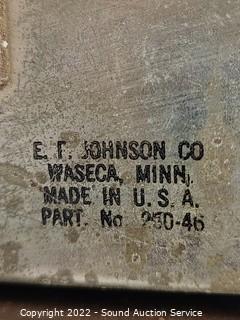 E. F. JOHNSON CO
WASECA, MINN.
MADE IN U. S. A.
PART. No. 250-46
Copyright 2022 - Sound Auction Service